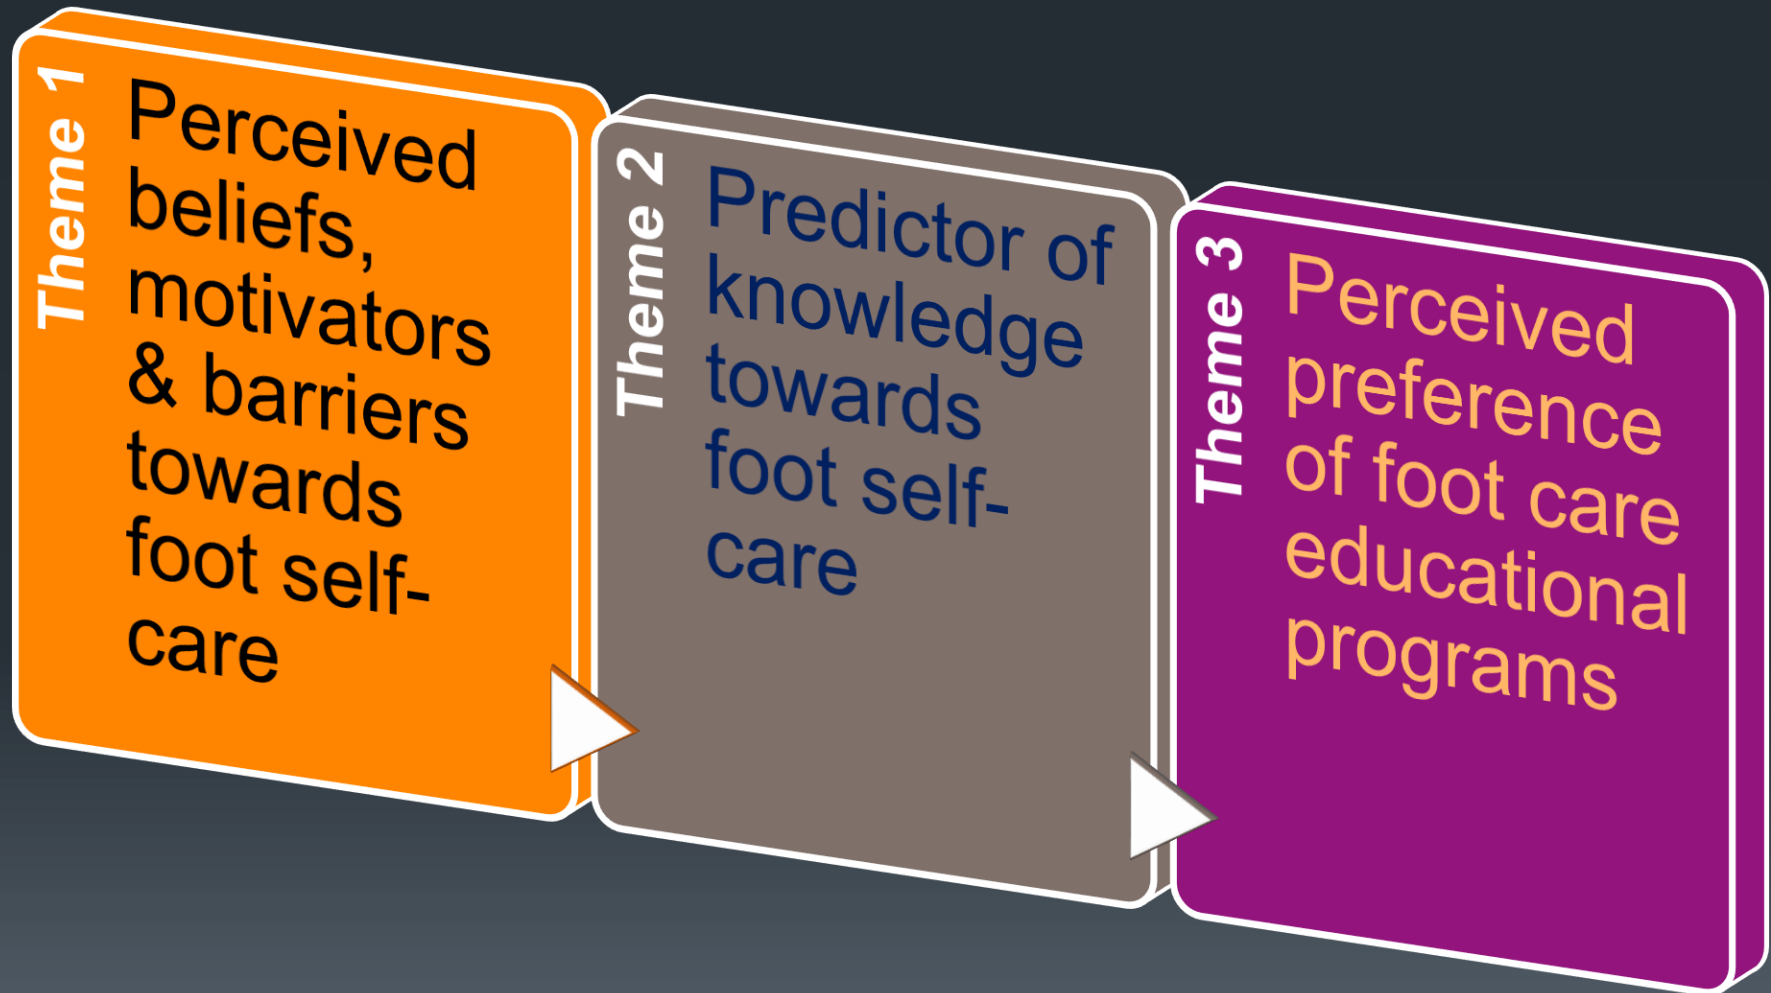 Theme 1
Perceived
beliefs,
motivators
& barriers
towards
foot self-
care
Theme 2
Predictor of
knowledge
towards
foot self-
care
Theme 3
Perceived
preference
of foot care
educational
programs